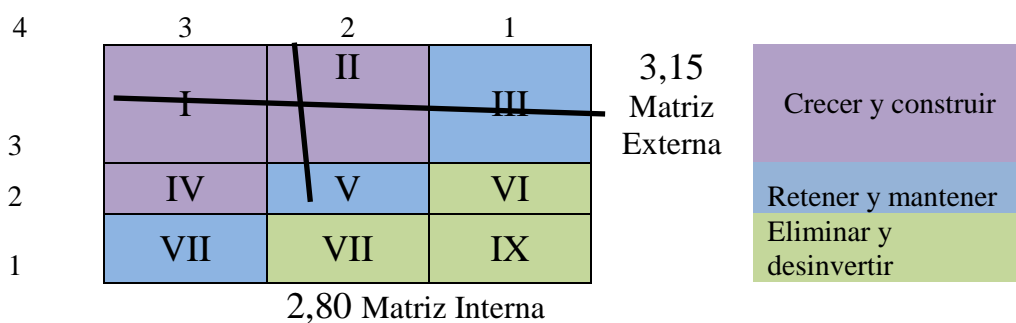 4 3 2 1
I II III 3,15
Matriz
Externa
3
2 IV V VI
1 VII VII IX
2,80 Matriz Interna
Crecer y construir
Retener y mantener
Eliminar y
desinvertir